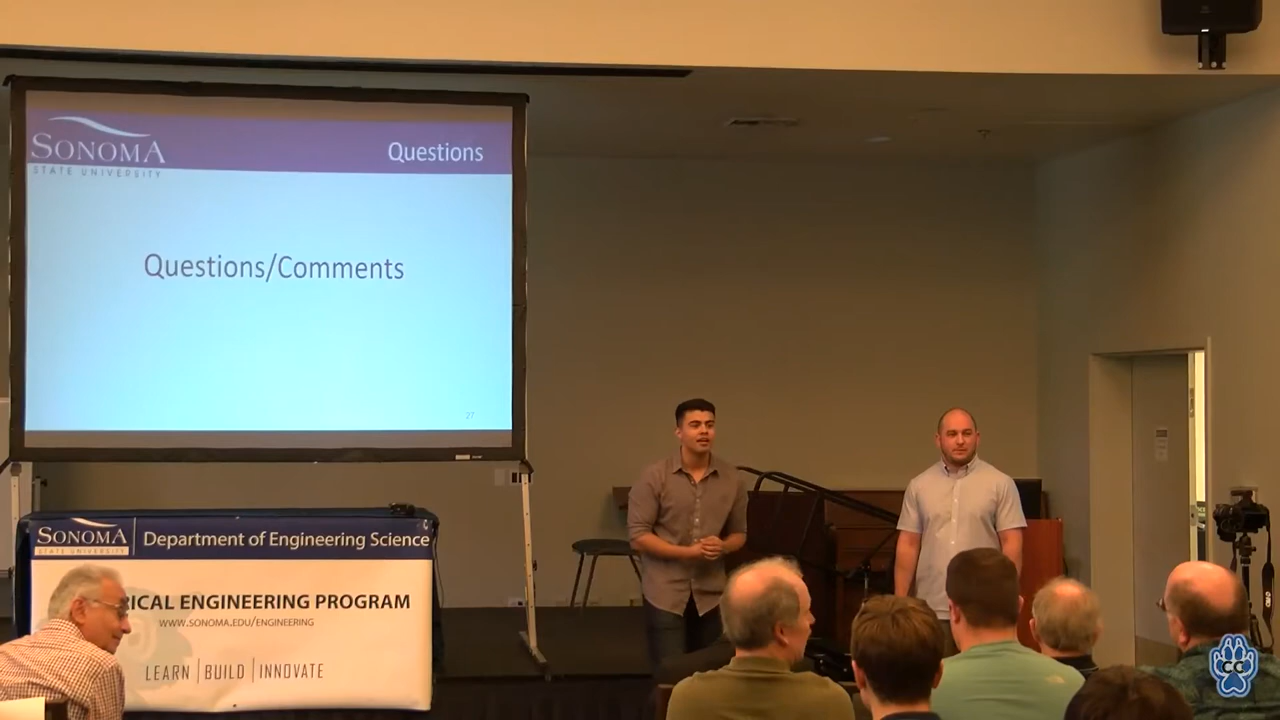 SONOMA
STATE UNIVERSITY
Questions
Questions/Comments
27
SONOMA
STATE UNIVERSITY
Department of Engineering Science
RICAL ENGINEERING PROGRAM
WWW.SONOMA.EDU/ENGINEERING
LEARN | BUILD | INNOVATE
CC